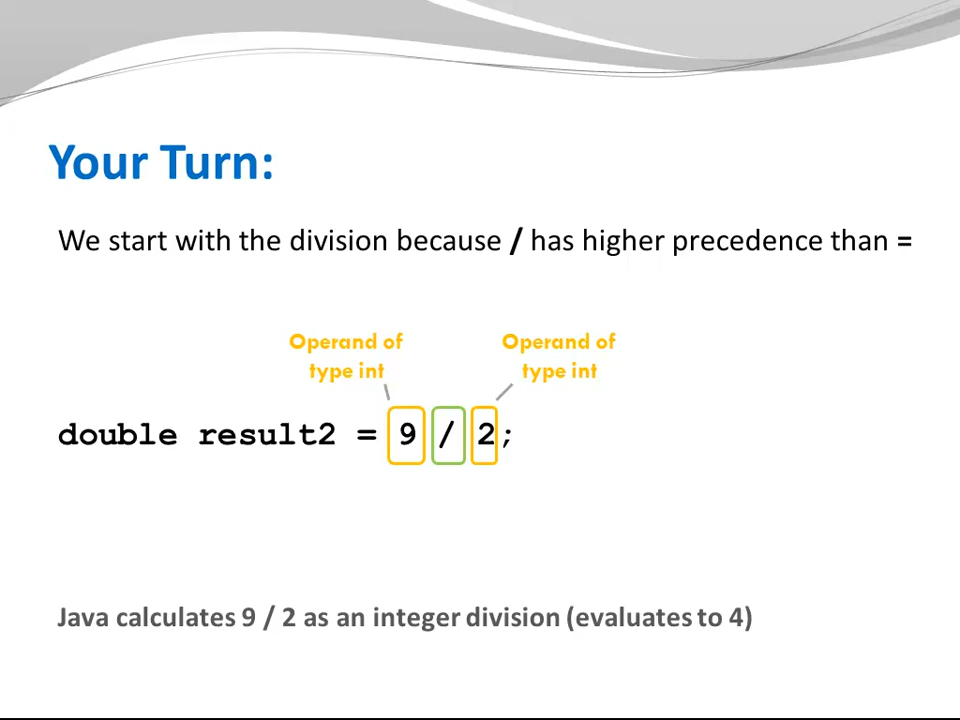 Your Turn:
We start with the division because / has higher precedence than =
Operand of
type int
Operand of
type int
double result2 = 9 / 2;
Java calculates 9 / 2 as an integer division (evaluates to 4)